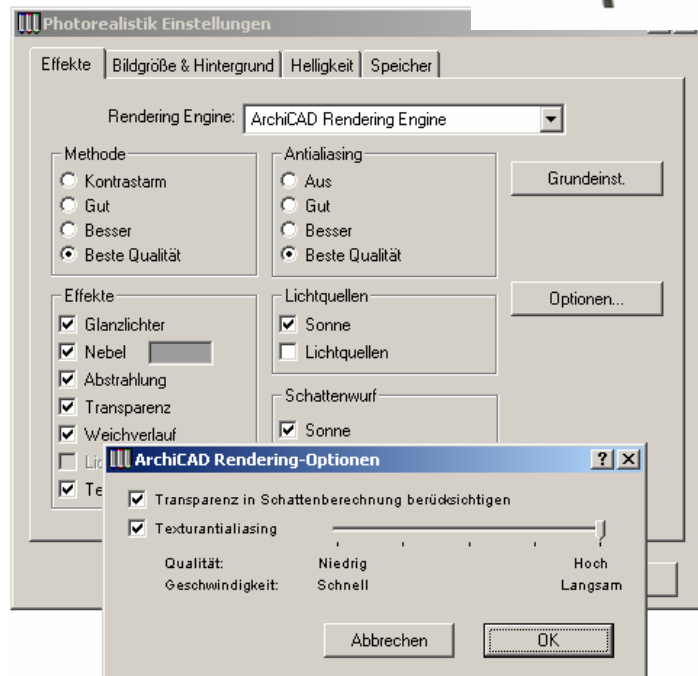 Photorealistik Einstellungen
Effekte
Bildgröße & Hintergrund
Helligkeit
Speicher
Rendering Engine:
ArchiCAD Rendering Engine
Methode
Kontrastarm
Gut
Besser
Beste Qualität
Antialiasing
Aus
Gut
Besser
Beste Qualität
Grundeinst.
Effekte
Glanzlichter
Nebel
Abstrahlung
Transparenz
Weichverlauf
Lichtquellen
Sonne
Lichtquellen
Optionen...
Schattenwurf
Sonne
ArchiCAD Rendering-Optionen
Transparenz in Schattenberechnung berücksichtigen
Texturantialiasing
Qualität: Niedrig Hoch
Geschwindigkeit: Schnell Langsam
Abbrechen
OK